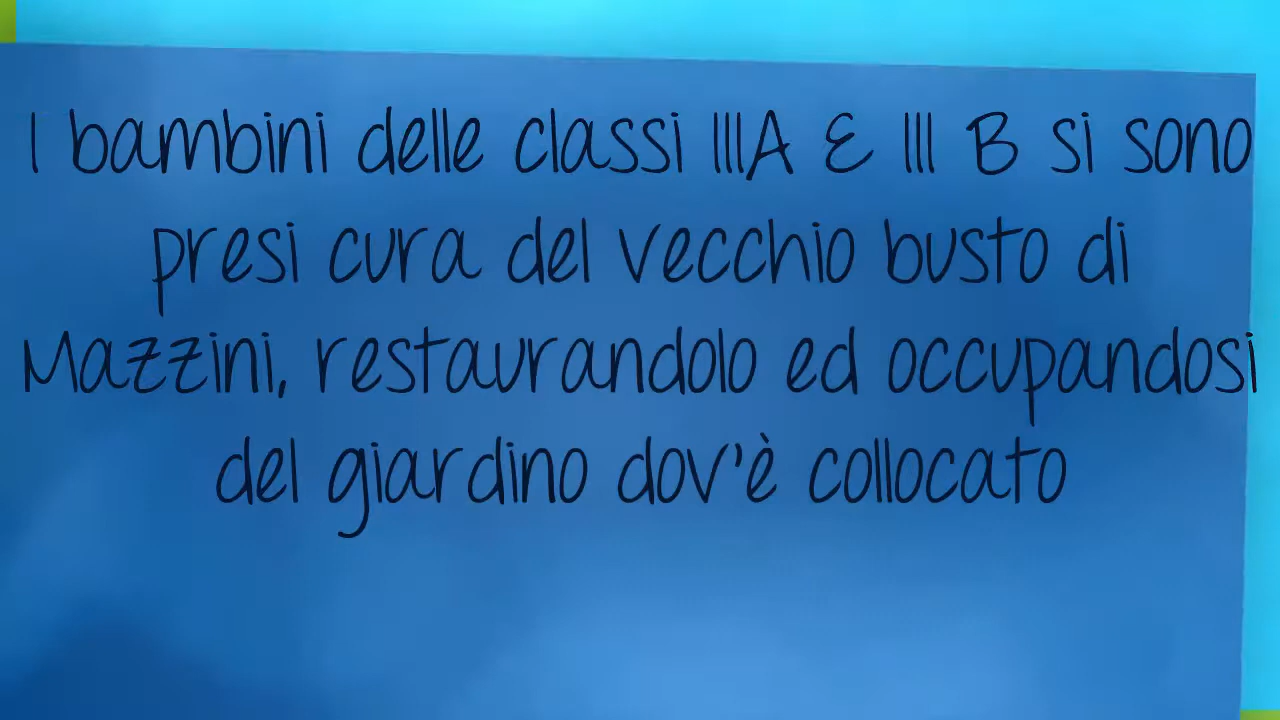 I bambini delle classi IIIA E III B si sono
presi cura del vecchio busto di
Mazzini, restaurandolo ed occupandosi
del giardino dov'è collocato